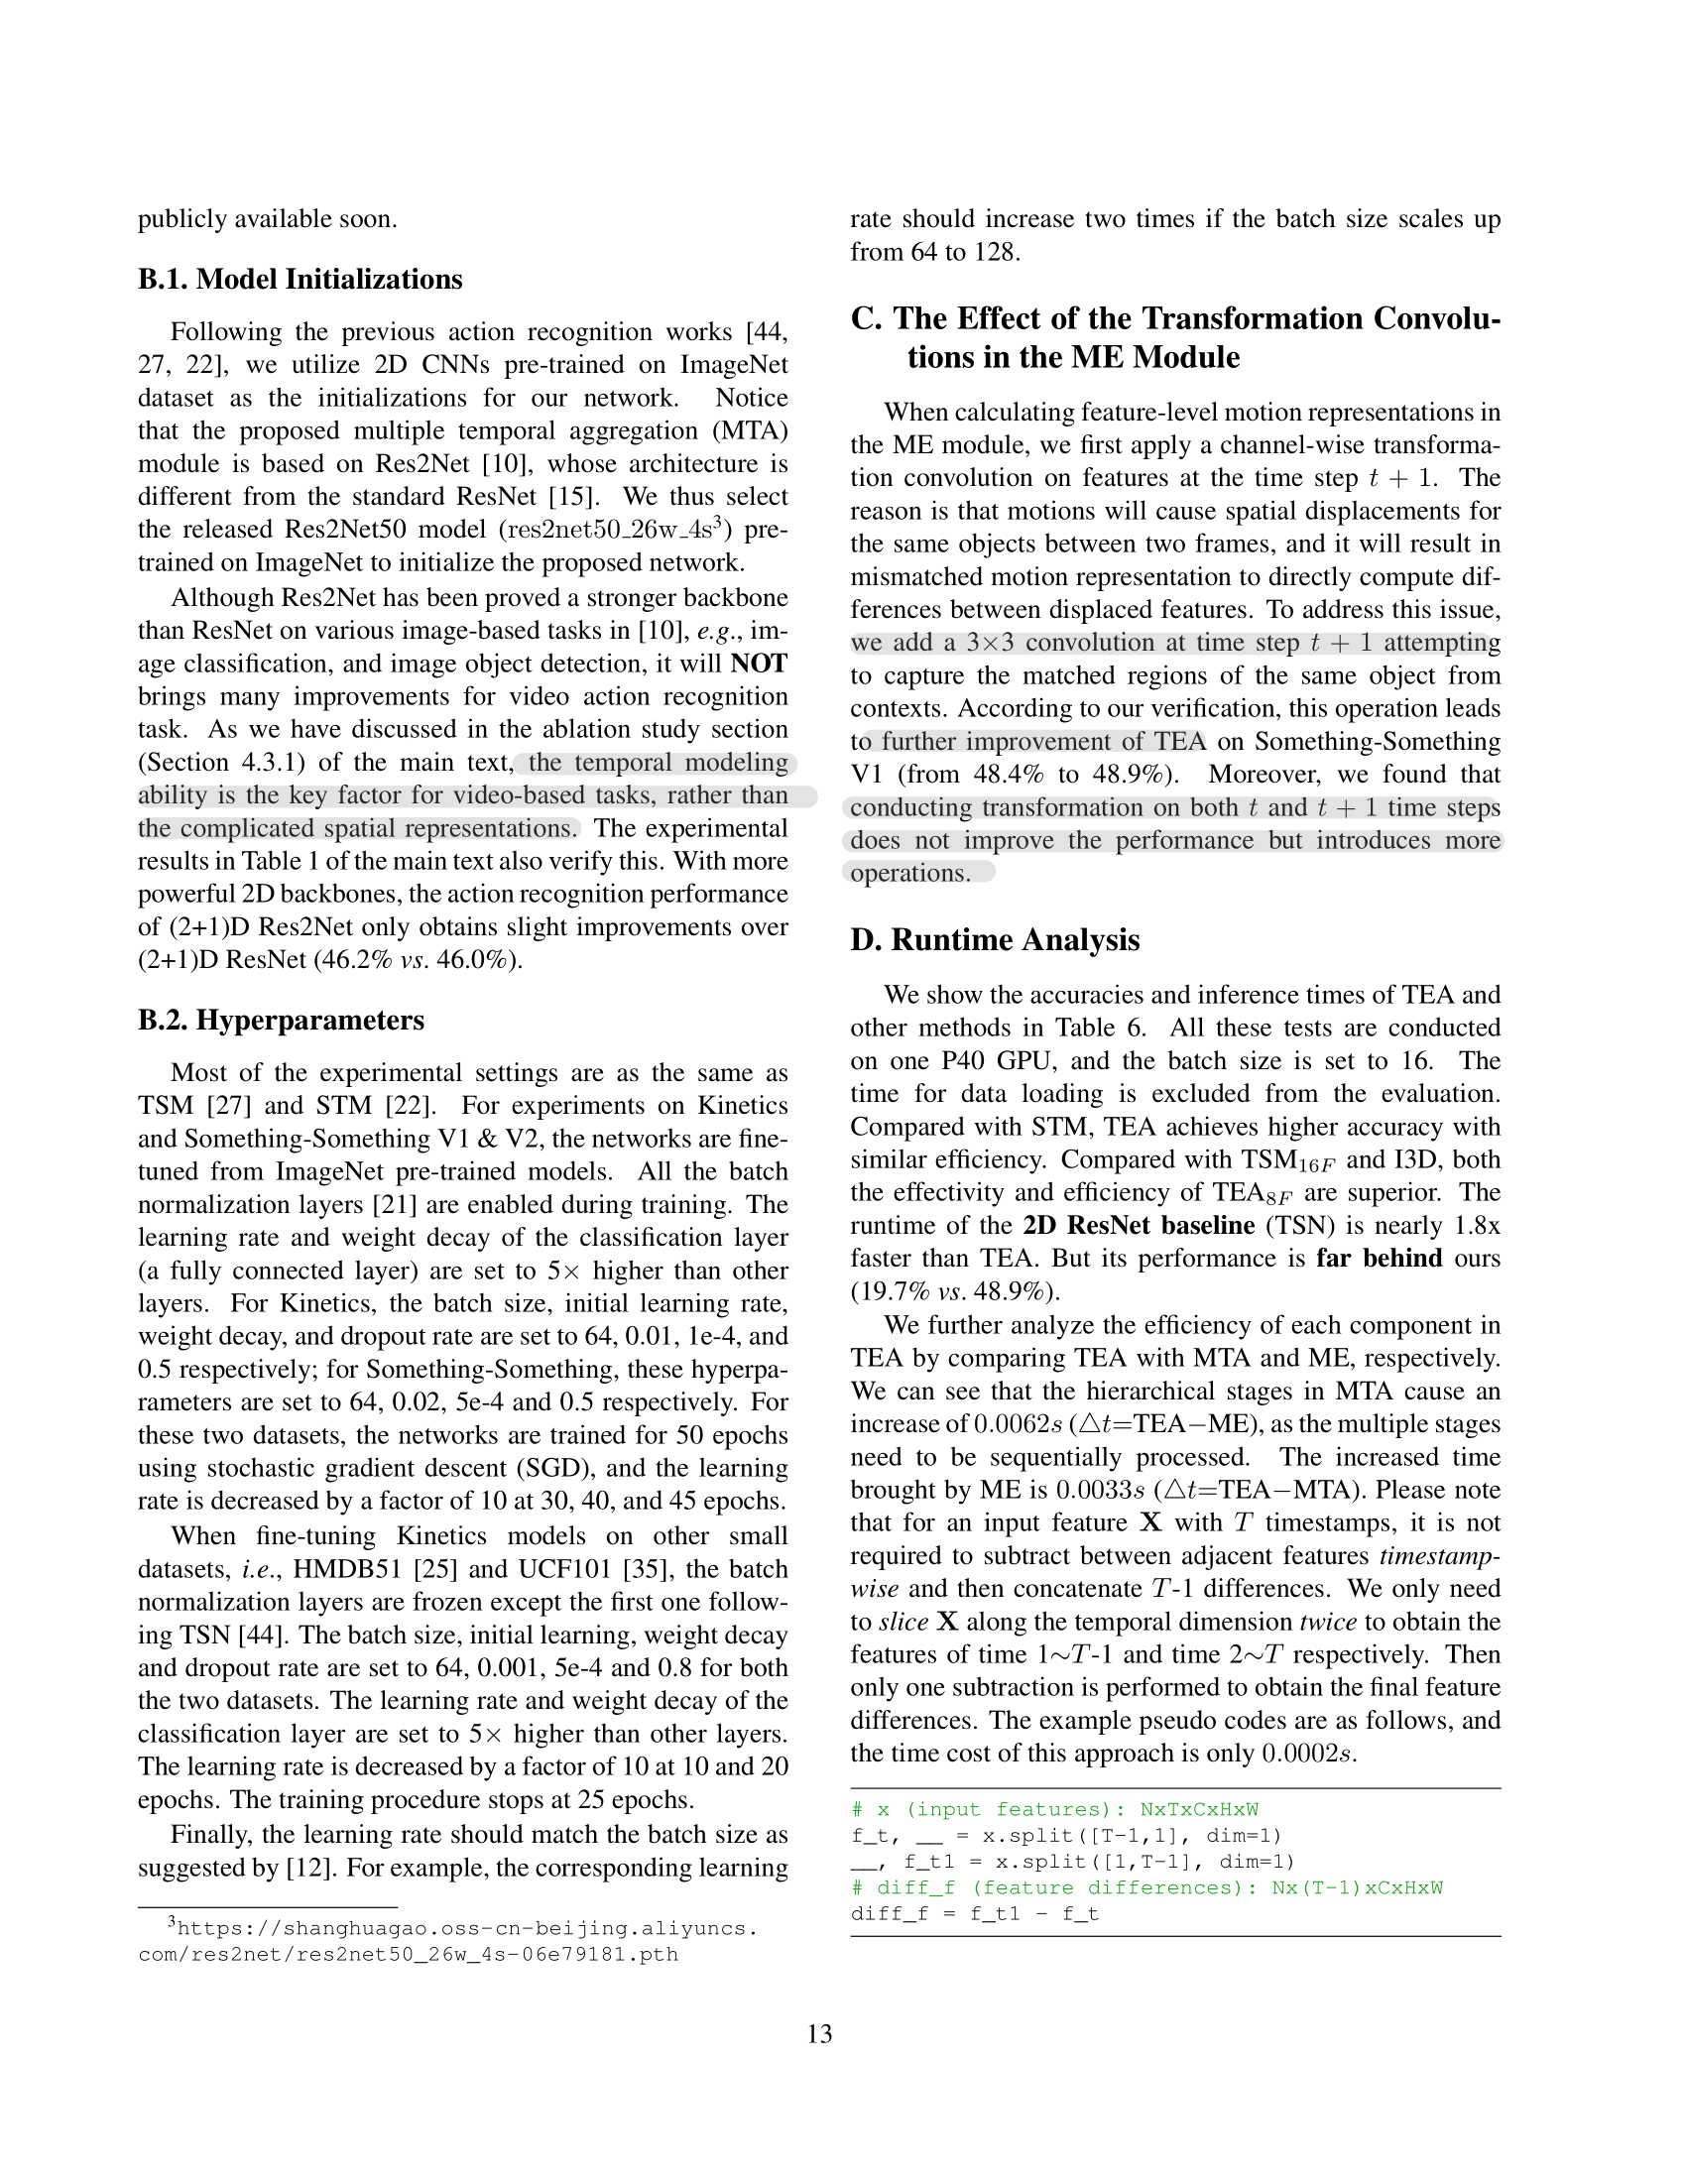 publicly available soon.
B.1. Model Initializations
Following the previous action recognition works [44,
27, 22], we utilize 2D CNNs pre-trained on ImageNet
dataset as the initializations for our network. Notice
that the proposed multiple temporal aggregation (MTA)
module is based on Res2Net [10], whose architecture is
different from the standard ResNet [15]. We thus select
the released Res2Net50 model (res2net50_26w_4s³) pre-
trained on ImageNet to initialize the proposed network.
Although Res2Net has been proved a stronger backbone
than ResNet on various image-based tasks in [10], e.g., im-
age classification, and image object detection, it will NOT
brings many improvements for video action recognition
task. As we have discussed in the ablation study section
(Section 4.3.1) of the main text, the temporal modeling
ability is the key factor for video-based tasks, rather than
the complicated spatial representations. The experimental
results in Table 1 of the main text also verify this. With more
powerful 2D backbones, the action recognition performance
of (2+1)D Res2Net only obtains slight improvements over
(2+1)D ResNet (46.2% vs. 46.0%).
B.2. Hyperparameters
Most of the experimental settings are as the same as
TSM [27] and STM [22]. For experiments on Kinetics
and Something-Something V1 & V2, the networks are fine-
tuned from ImageNet pre-trained models. All the batch
normalization layers [21] are enabled during training. The
learning rate and weight decay of the classification layer
(a fully connected layer) are set to 5× higher than other
layers. For Kinetics, the batch size, initial learning rate,
weight decay, and dropout rate are set to 64, 0.01, 1e-4, and
0.5 respectively; for Something-Something, these hyperpa-
rameters are set to 64, 0.02, 5e-4 and 0.5 respectively. For
these two datasets, the networks are trained for 50 epochs
using stochastic gradient descent (SGD), and the learning
rate is decreased by a factor of 10 at 30, 40, and 45 epochs.
When fine-tuning Kinetics models on other small
datasets, i.e., HMDB51 [25] and UCF101 [35], the batch
normalization layers are frozen except the first one follow-
ing TSN [44]. The batch size, initial learning, weight decay
and dropout rate are set to 64, 0.001, 5e-4 and 0.8 for both
the two datasets. The learning rate and weight decay of the
classification layer are set to 5× higher than other layers.
The learning rate is decreased by a factor of 10 at 10 and 20
epochs. The training procedure stops at 25 epochs.
Finally, the learning rate should match the batch size as
suggested by [12]. For example, the corresponding learning
³https://shanghuagao.oss-cn-beijing.aliyuncs.
com/res2net/res2net50_26w_4s-06e79181.pth
rate should increase two times if the batch size scales up
from 64 to 128.
C. The Effect of the Transformation Convolu-
tions in the ME Module
When calculating feature-level motion representations in
the ME module, we first apply a channel-wise transforma-
tion convolution on features at the time step t + 1. The
reason is that motions will cause spatial displacements for
the same objects between two frames, and it will result in
mismatched motion representation to directly compute dif-
ferences between displaced features. To address this issue,
we add a 3×3 convolution at time step t + 1 attempting
to capture the matched regions of the same object from
contexts. According to our verification, this operation leads
to further improvement of TEA on Something-Something
V1 (from 48.4% to 48.9%). Moreover, we found that
conducting transformation on both t and t + 1 time steps
does not improve the performance but introduces more
operations.
D. Runtime Analysis
We show the accuracies and inference times of TEA and
other methods in Table 6. All these tests are conducted
on one P40 GPU, and the batch size is set to 16. The
time for data loading is excluded from the evaluation.
Compared with STM, TEA achieves higher accuracy with
similar efficiency. Compared with TSM16F and I3D, both
the effectivity and efficiency of TEA8F are superior. The
runtime of the 2D ResNet baseline (TSN) is nearly 1.8x
faster than TEA. But its performance is far behind ours
(19.7% vs. 48.9%).
We further analyze the efficiency of each component in
TEA by comparing TEA with MTA and ME, respectively.
We can see that the hierarchical stages in MTA cause an
increase of 0.0062s (△t=TEA−ME), as the multiple stages
need to be sequentially processed. The increased time
brought by ME is 0.0033s (△t=TEA−MTA). Please note
that for an input feature X with T timestamps, it is not
required to subtract between adjacent features timestamp-
wise and then concatenate T-1 differences. We only need
to slice X along the temporal dimension twice to obtain the
features of time 1∼T-1 and time 2∼T respectively. Then
only one subtraction is performed to obtain the final feature
differences. The example pseudo codes are as follows, and
the time cost of this approach is only 0.0002s.
# x (input features): NxTxCxHxW
f_t, __ = x.split([T-1,1], dim=1)
__, f_t1 = x.split([1,T-1], dim=1)
# diff_f (feature differences): Nx(T-1)xCxHxW
diff_f = f_t1 - f_t
13